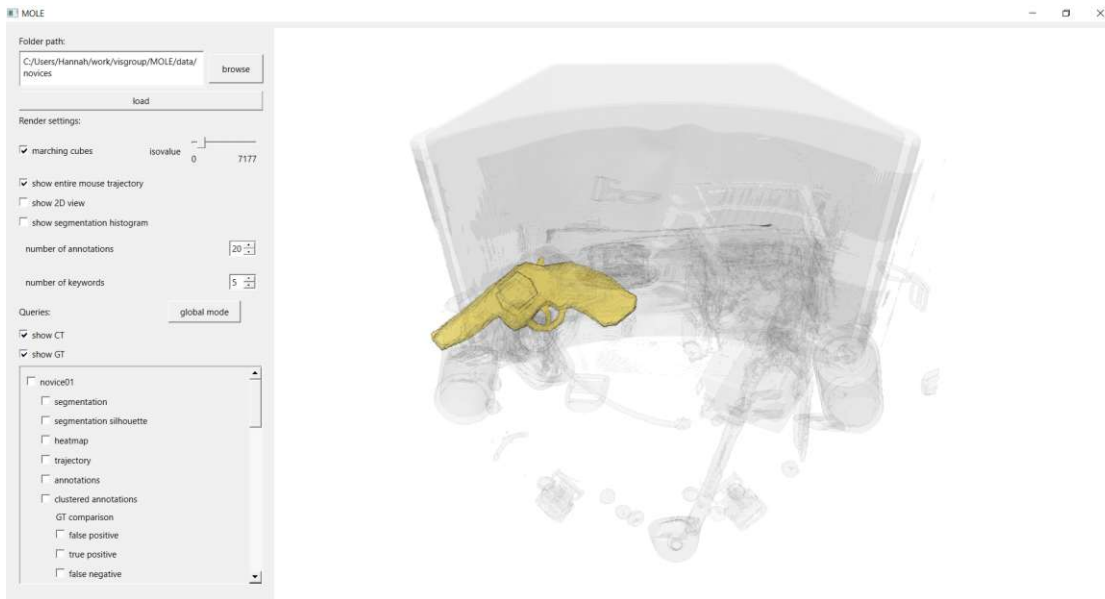 MOLE
Folder path:
C:/Users/Hannah/work/visgroup/MOLE/data/
novices
browse
load
Render settings:
marching cubes
isovalue
0
7177
show entire mouse trajectory
show 2D view
show segmentation histogram
number of annotations
20
number of keywords
5
Queries:
global mode
show CT
show GT
novice01
segmentation
segmentation silhouette
heatmap
trajectory
annotations
clustered annotations
GT comparison
false positive
true positive
false negative